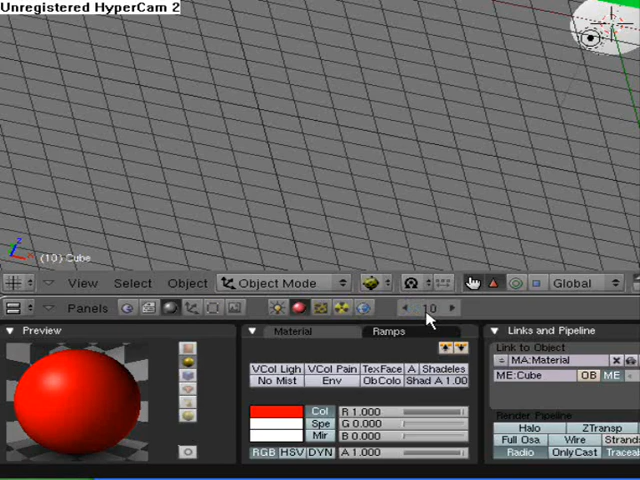 Unregistered HyperCam 2
(10) Cube
View Select Object Object Mode Global
Panels 10
Preview Material Ramps Links and Pipeline
Link to Object
VCol Ligh VCol Pain TexFace A Shadeles MA:Material
No Mist Env ObColo Shad A 1.00 ME:Cube OB ME
Col R 1.000
Spe G 0.000 Render Pipeline
Mir B 0.000 Halo ZTransp
Full Osa Wire Strands
RGB HSV DYN A 1.000 Radio OnlyCast Traceab